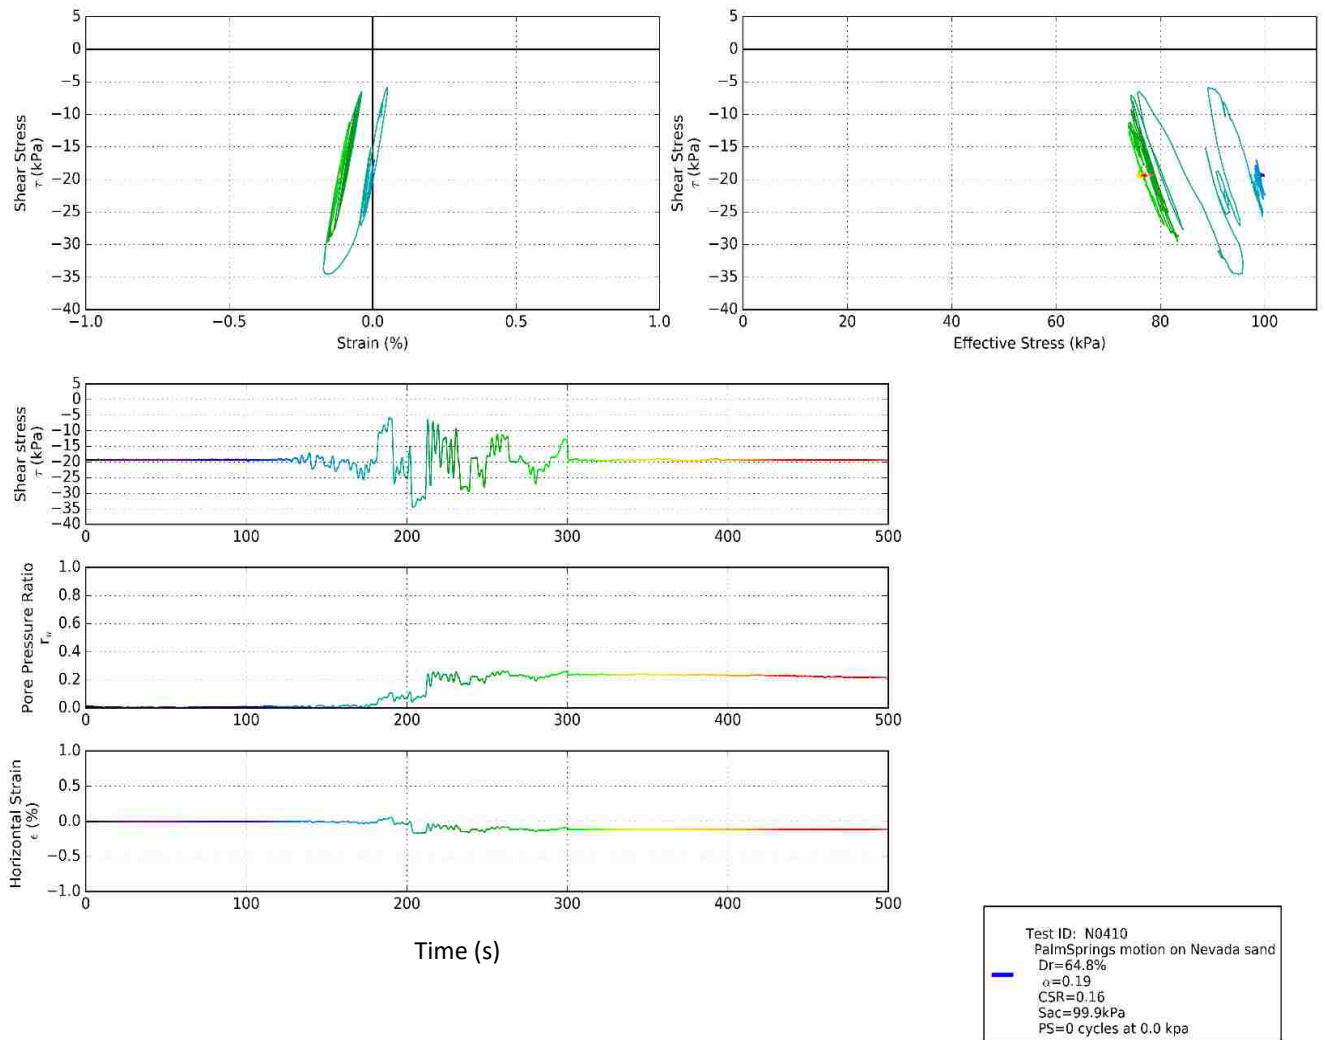 5
0
−5
−10
−15
−20
−25
−30
−35
−40
Shear Stress
τ (kPa)
−1.0 −0.5 0.0 0.5 1.0
Strain (%)
5
0
−5
−10
−15
−20
−25
−30
−35
−40
Shear Stress
τ (kPa)
0 20 40 60 80 100
Effective Stress (kPa)
5
0
−5
−10
−15
−20
−25
−30
−35
−40
Shear stress
τ (kPa)
0 100 200 300 400 500
1.0
0.8
0.6
0.4
0.2
0.0
Pore Pressure Ratio
r_u
0 100 200 300 400 500
1.0
0.5
0.0
−0.5
−1.0
Horizontal Strain
ε (%)
0 100 200 300 400 500
Time (s)
Test ID: N0410
PalmSprings motion on Nevada sand
Dr=64.8%
α=0.19
CSR=0.16
Sac=99.9kPa
PS=0 cycles at 0.0 kpa